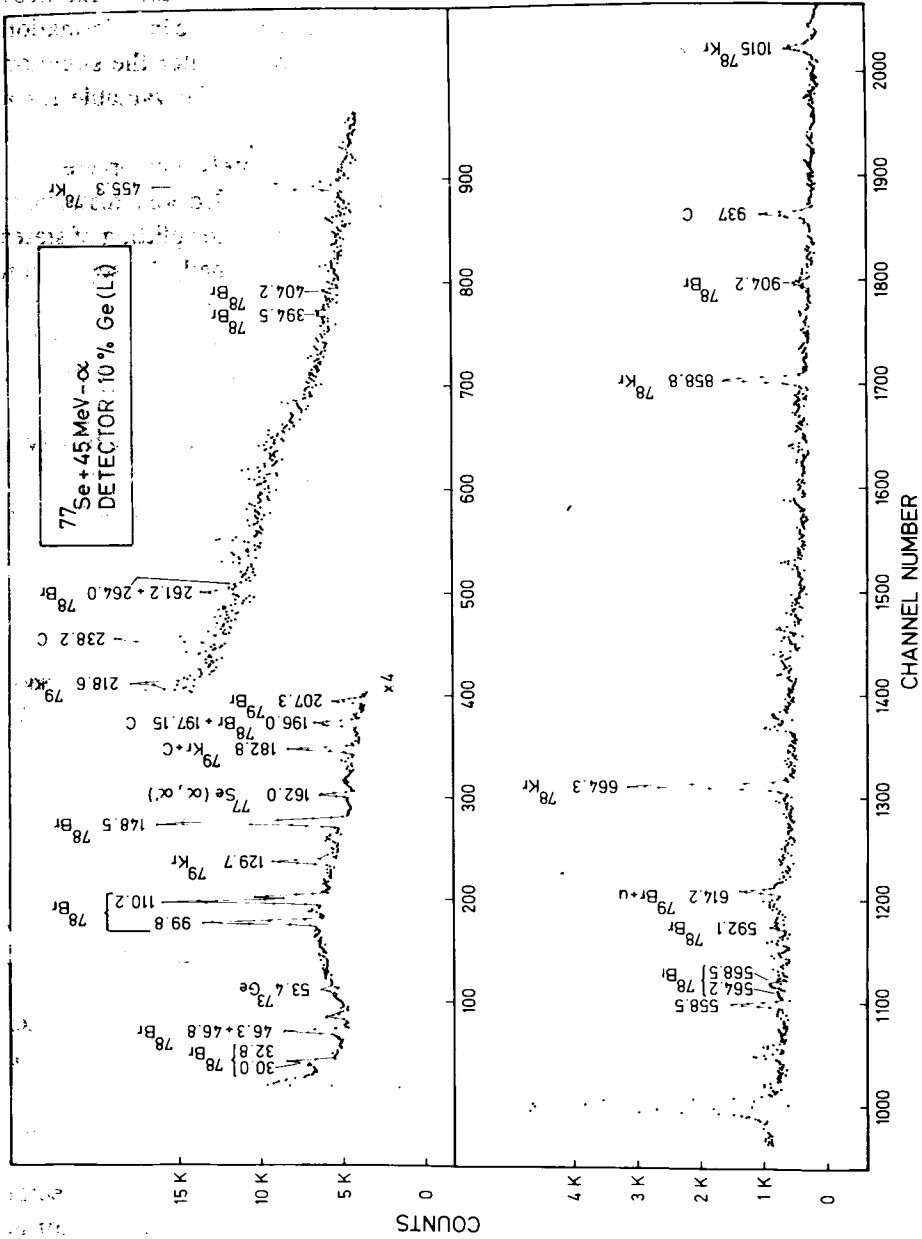 77Se + 45 MeV-α
DETECTOR : 10% Ge(Li)
COUNTS
15 K
10 K
5 K
0
30.0
32.8 } 78Br
46.3 + 46.8 78Br
53.4 73Ge
99.8
110.2
78Br
129.7 79Kr
148.5 78Br
162.0 77Se (α, α')
182.8 79Kr + C
196.0 78Br + 197.15 C
207.3 79Br
x4
218.6 79Kr
238.2 C
261.2 + 264.0 78Br
394.5 78Br
404.2 78Br
455.3 78Kr
100
200
300
400
500
600
700
800
900
4 K
3 K
2 K
1 K
0
558.5
564.2
568.5 } 78Br
592.1 78Br
614.2 79Br + u
664.3 78Kr
858.8 78Kr
904.2 78Br
937 C
1015 78Kr
1000
1100
1200
1300
1400
1500
1600
1700
1800
1900
2000
CHANNEL NUMBER